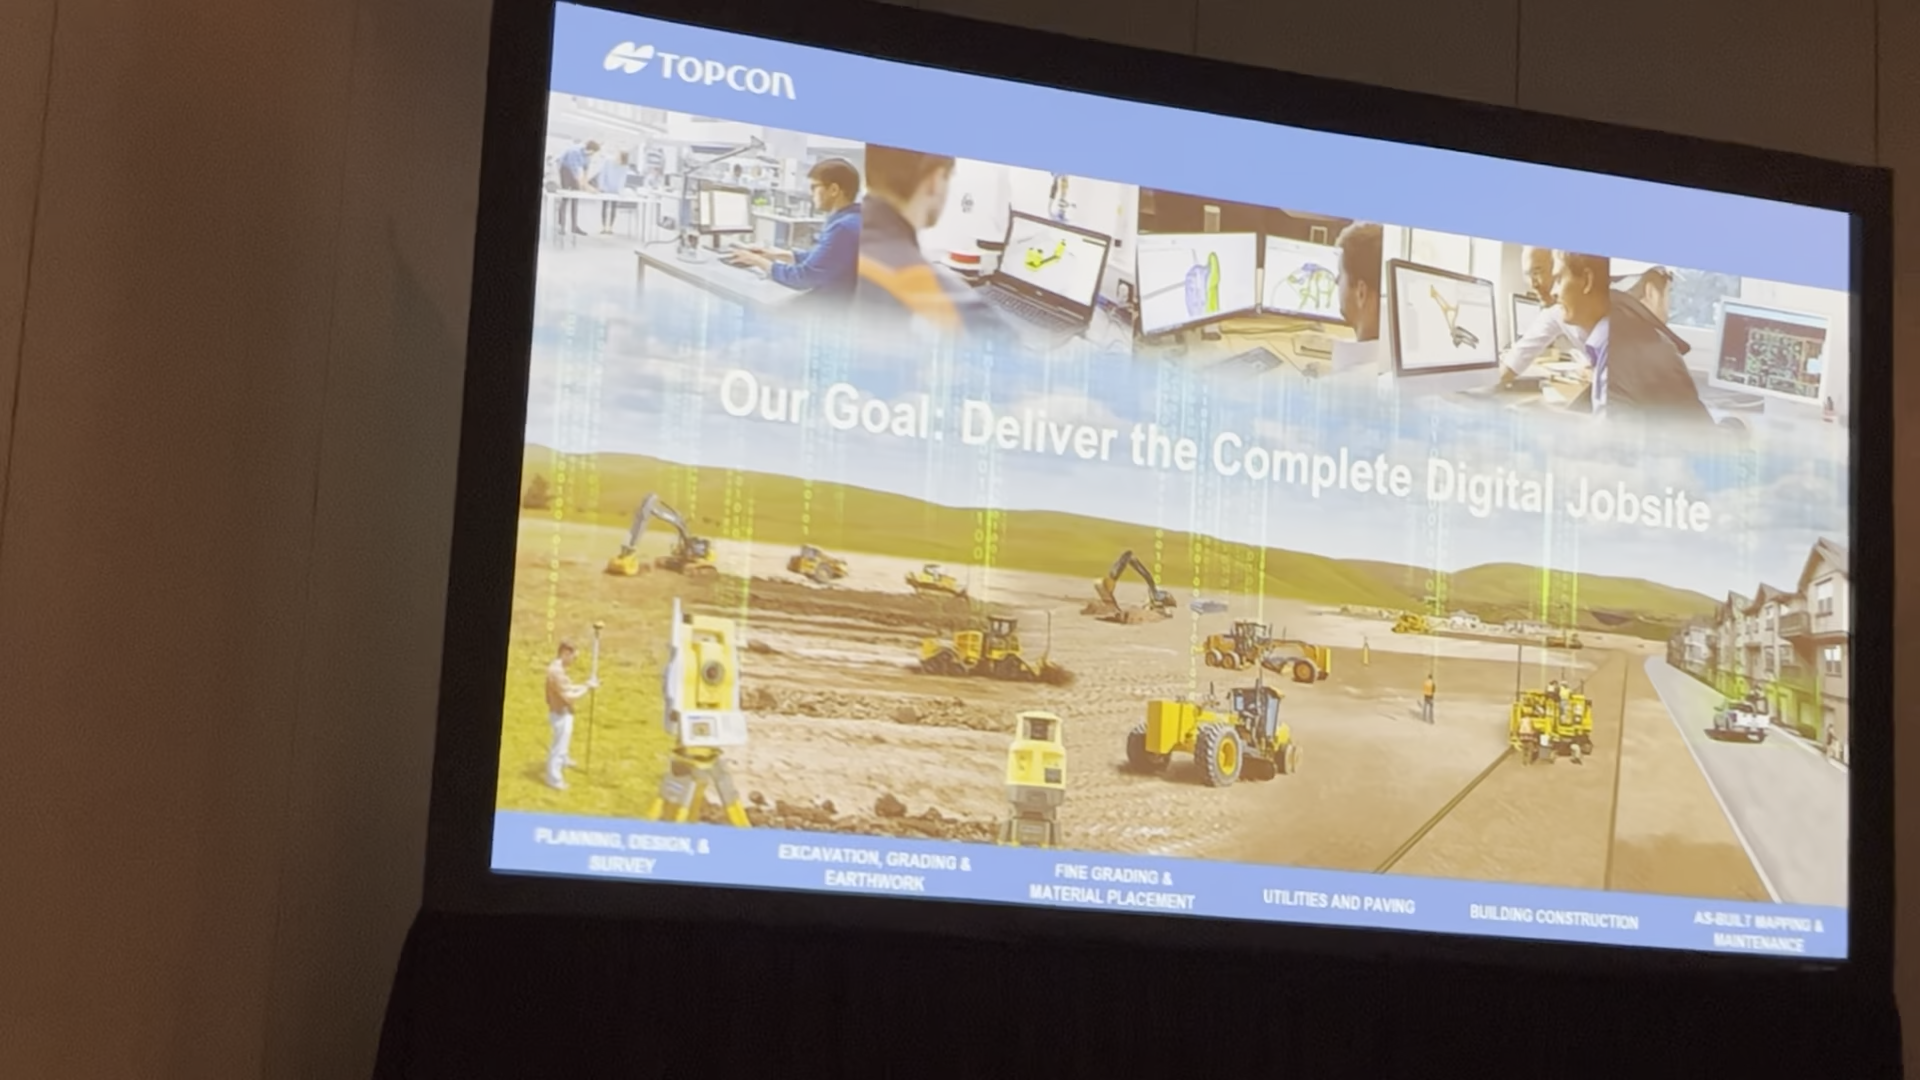 TOPCON
Our Goal: Deliver the Complete Digital Jobsite
PLANNING, DESIGN, &
SURVEY
EXCAVATION, GRADING &
EARTHWORK
FINE GRADING &
MATERIAL PLACEMENT
UTILITIES AND PAVING
BUILDING CONSTRUCTION
AS-BUILT MAPPING &
MAINTENANCE